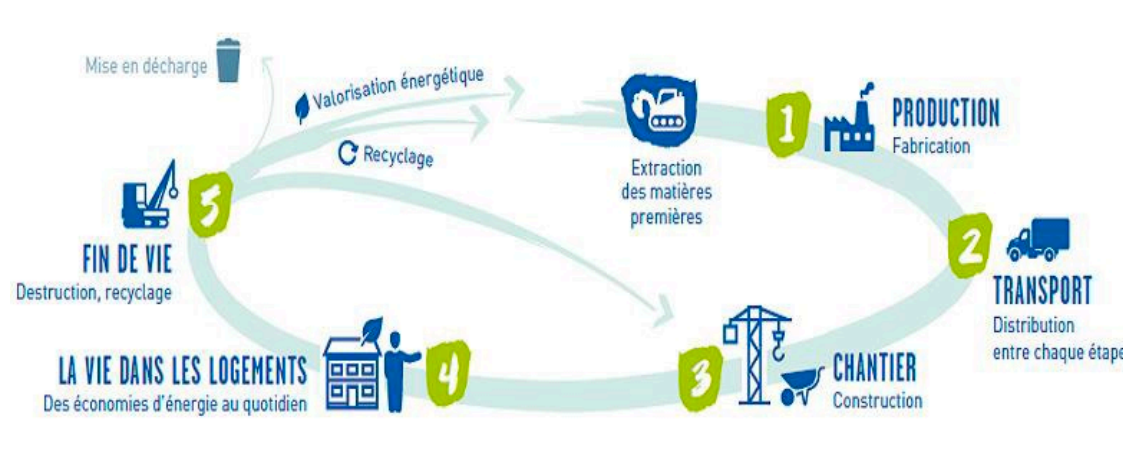 Mise en décharge
Valorisation énergétique
Recyclage
Extraction
des matières
premières
1
PRODUCTION
Fabrication
2
TRANSPORT
Distribution
entre chaque étape
3
CHANTIER
Construction
4
LA VIE DANS LES LOGEMENTS
Des économies d'énergie au quotidien
5
FIN DE VIE
Destruction, recyclage